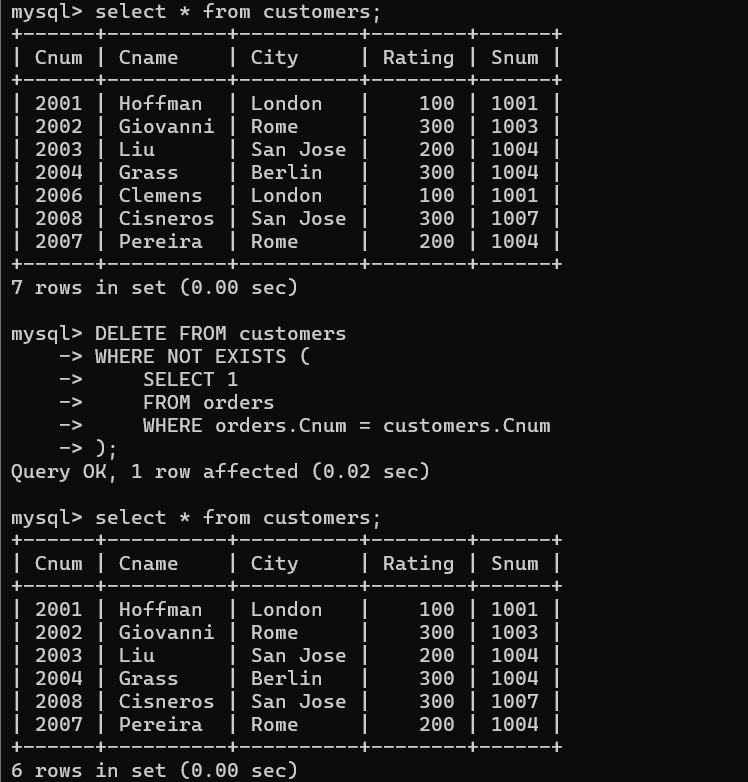 mysql> select * from customers;
+------+----------+----------+--------+------+
| Cnum | Cname    | City     | Rating | Snum |
+------+----------+----------+--------+------+
| 2001 | Hoffman  | London   |    100 | 1001 |
| 2002 | Giovanni | Rome     |    300 | 1003 |
| 2003 | Liu      | San Jose |    200 | 1004 |
| 2004 | Grass    | Berlin   |    300 | 1004 |
| 2006 | Clemens  | London   |    100 | 1001 |
| 2008 | Cisneros | San Jose |    300 | 1007 |
| 2007 | Pereira  | Rome     |    200 | 1004 |
+------+----------+----------+--------+------+
7 rows in set (0.00 sec)

mysql> DELETE FROM customers
    -> WHERE NOT EXISTS (
    ->     SELECT 1
    ->     FROM orders
    ->     WHERE orders.Cnum = customers.Cnum
    -> );
Query OK, 1 row affected (0.02 sec)

mysql> select * from customers;
+------+----------+----------+--------+------+
| Cnum | Cname    | City     | Rating | Snum |
+------+----------+----------+--------+------+
| 2001 | Hoffman  | London   |    100 | 1001 |
| 2002 | Giovanni | Rome     |    300 | 1003 |
| 2003 | Liu      | San Jose |    200 | 1004 |
| 2004 | Grass    | Berlin   |    300 | 1004 |
| 2008 | Cisneros | San Jose |    300 | 1007 |
| 2007 | Pereira  | Rome     |    200 | 1004 |
+------+----------+----------+--------+------+
6 rows in set (0.00 sec)